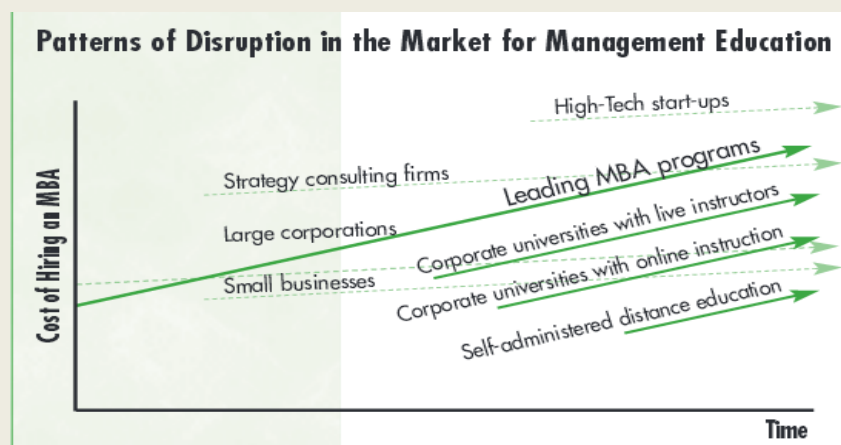 Patterns of Disruption in the Market for Management Education
High-Tech start-ups
Strategy consulting firms
Leading MBA programs
Large corporations
Corporate universities with live instructors
Small businesses
Corporate universities with online instruction
Self-administered distance education
Cost of Hiring an MBA
Time